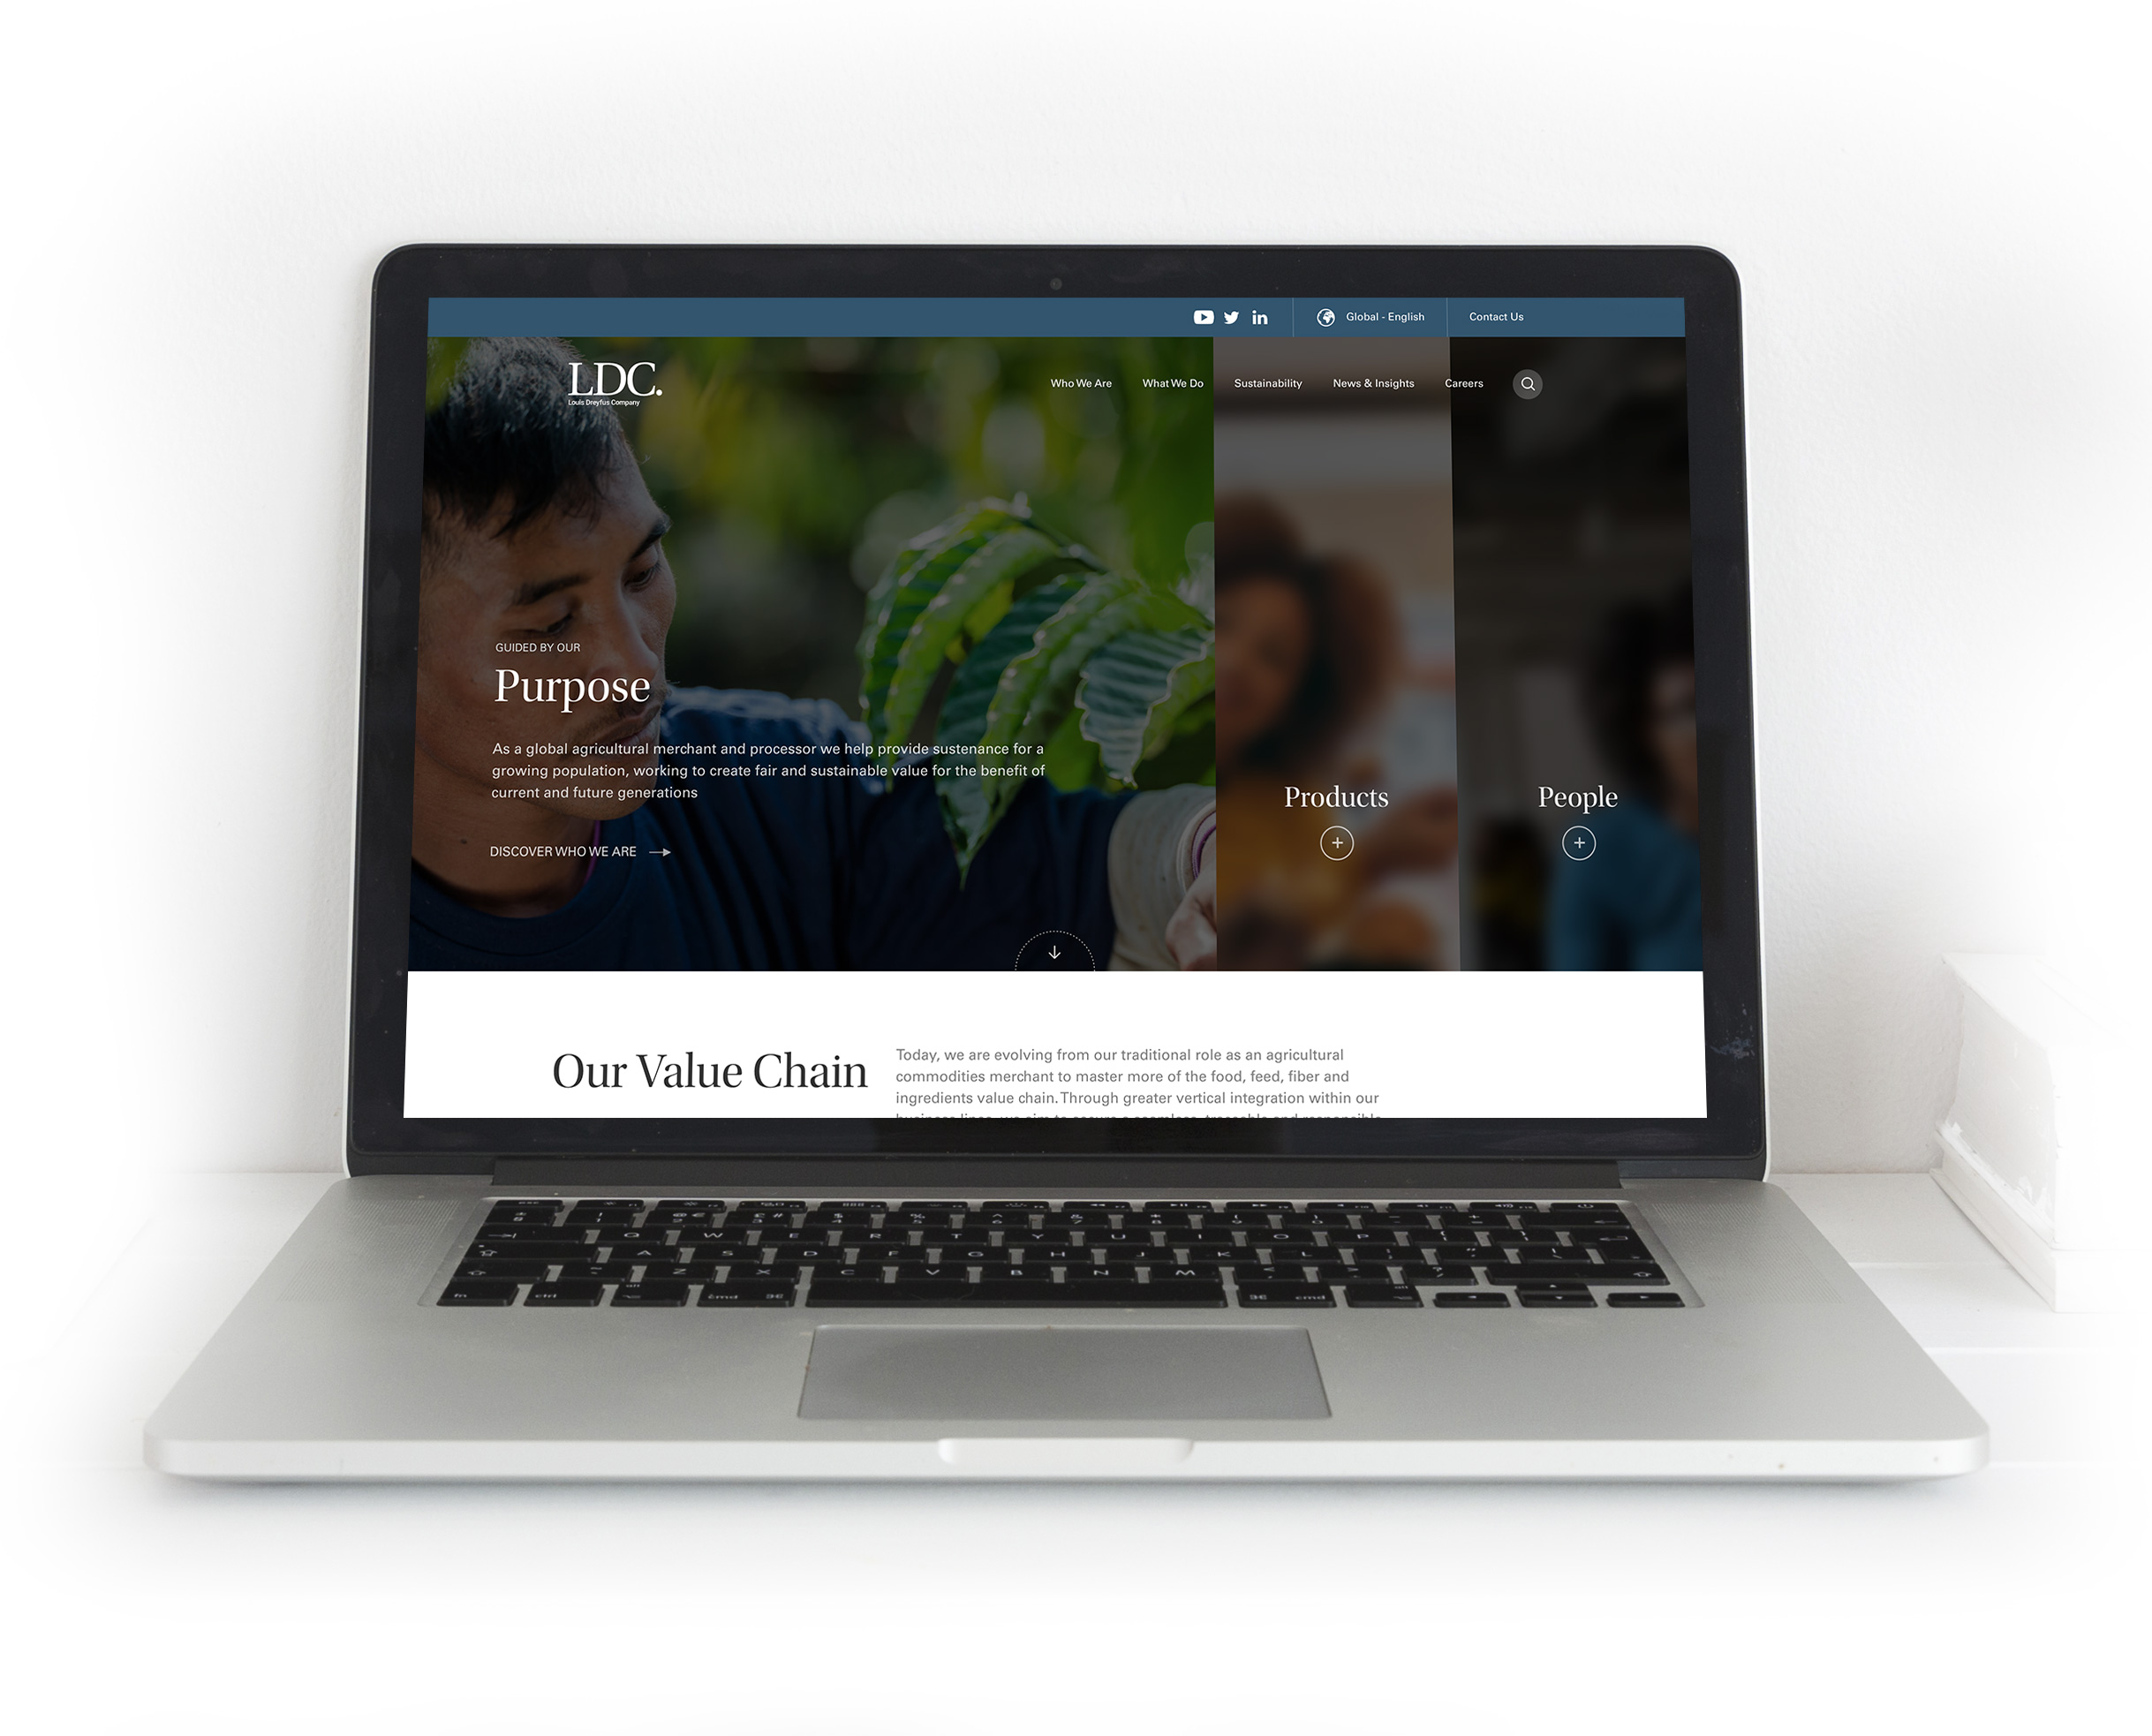 Global - English
Contact Us
LDC.
Louis Dreyfus Company
Who We Are
What We Do
Sustainability
News & Insights
Careers
GUIDED BY OUR
Purpose
As a global agricultural merchant and processor we help provide sustenance for a
growing population, working to create fair and sustainable value for the benefit of
current and future generations
DISCOVER WHO WE ARE
Products
People
Our Value Chain
Today, we are evolving from our traditional role as an agricultural
commodities merchant to master more of the food, feed, fiber and
ingredients value chain. Through greater vertical integration within our
Q W E R T Y U I O P
A S D F G H J K L
Z X C V B N M
fn ctrl cmd cmd